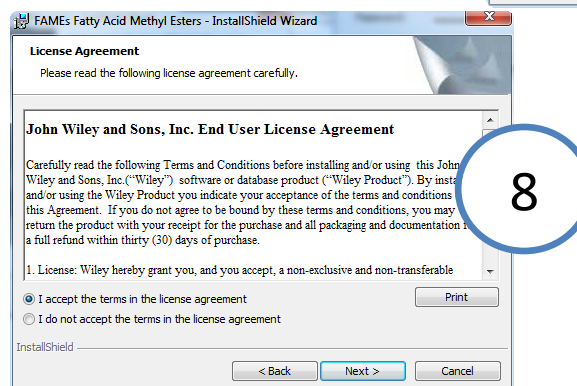 FAMEs Fatty Acid Methyl Esters - InstallShield Wizard
License Agreement
Please read the following license agreement carefully.
John Wiley and Sons, Inc. End User License Agreement
Carefully read the following Terms and Conditions before installing and/or using this John
Wiley and Sons, Inc.("Wiley") software or database product ("Wiley Product"). By
and/or using the Wiley Product you indicate your acceptance of the terms and conditions
this Agreement. If you do not agree to be bound by these terms and conditions, you may
return the product with your receipt for the purchase and all packaging and documentation
a full refund within thirty (30) days of purchase.
8
1. License: Wiley hereby grant you, and you accept, a non-exclusive and non-transferable
I accept the terms in the license agreement
Print
I do not accept the terms in the license agreement
InstallShield
< Back Next > Cancel